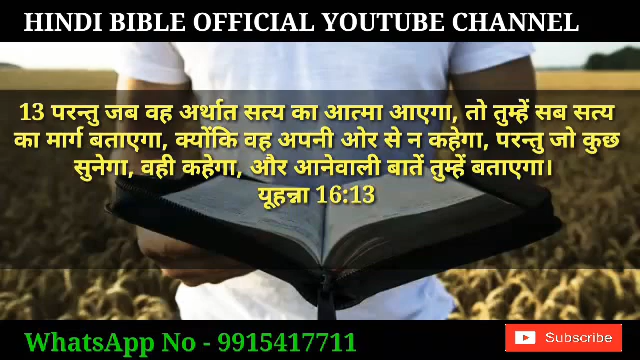 HINDI BIBLE OFFICIAL YOUTUBE CHANNEL
13 परन्तु जब वह अर्थात सत्य का आत्मा आएगा, तो तुम्हें सब सत्य
का मार्ग बताएगा, क्योंकि वह अपनी ओर से न कहेगा, परन्तु जो कुछ
सुनेगा, वही कहेगा, और आनेवाली बातें तुम्हें बताएगा।
यूहन्ना 16:13
WhatsApp No - 9915417711
Subscribe